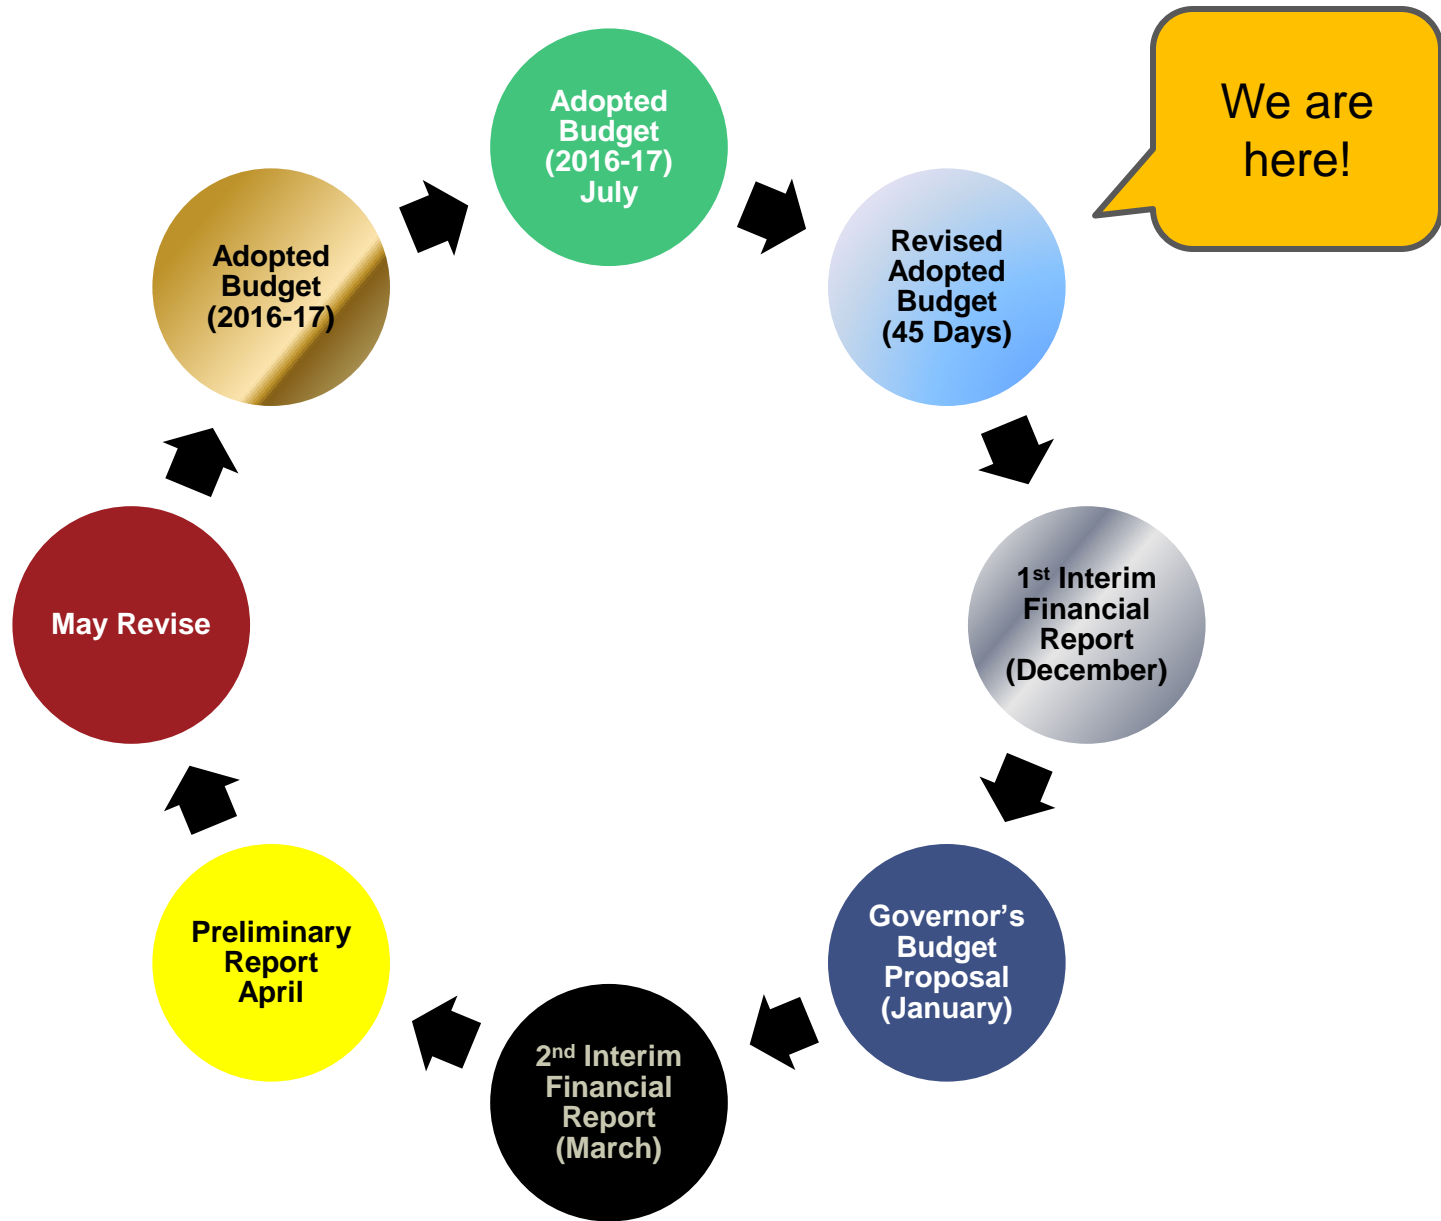 Adopted
Budget
(2016-17)
July
We are
here!
Revised
Adopted
Budget
(45 Days)
1st Interim
Financial
Report
(December)
Governor’s
Budget
Proposal
(January)
2nd Interim
Financial
Report
(March)
Preliminary
Report
April
May Revise
Adopted
Budget
(2016-17)